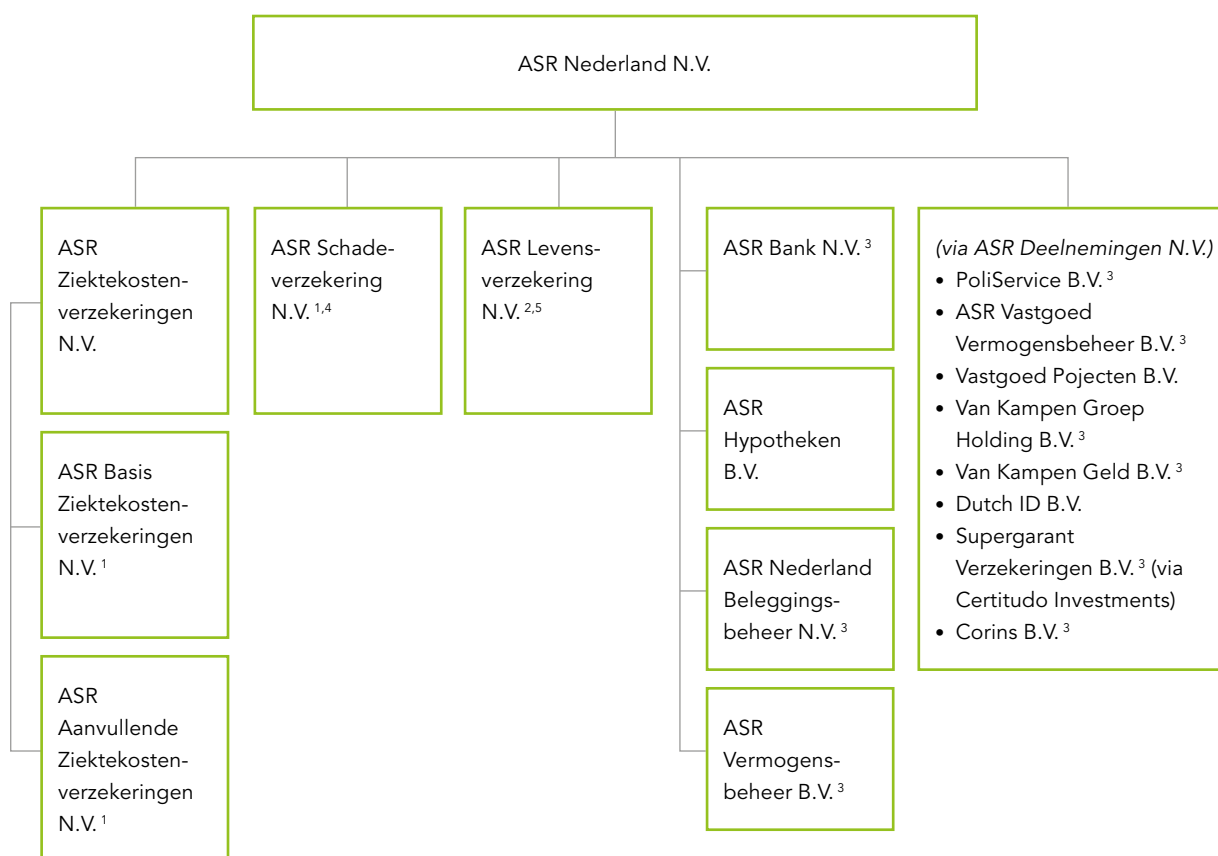 ASR Nederland N.V.
ASR
Ziektekosten-
verzekeringen
N.V.
ASR Basis
Ziektekosten-
verzekeringen
N.V. 1
ASR
Aanvullende
Ziektekosten-
verzekeringen
N.V. 1
ASR Schade-
verzekering
N.V. 1,4
ASR Levens-
verzekering
N.V. 2,5
ASR Bank N.V. 3
ASR
Hypotheken
B.V.
ASR Nederland
Beleggings-
beheer N.V. 3
ASR
Vermogens-
beheer B.V. 3
(via ASR Deelnemingen N.V.)
• PoliService B.V. 3
• ASR Vastgoed
Vermogensbeheer B.V. 3
• Vastgoed Pojecten B.V.
• Van Kampen Groep
Holding B.V. 3
• Van Kampen Geld B.V. 3
• Dutch ID B.V.
• Supergarant
Verzekeringen B.V. 3 (via
Certitudo Investments)
• Corins B.V. 3